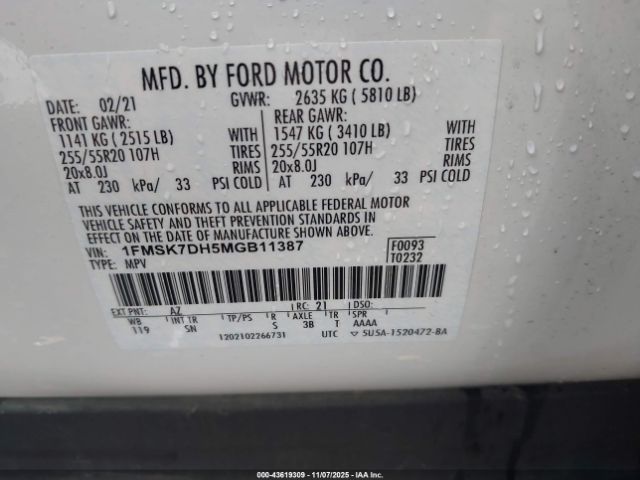 MFD. BY FORD MOTOR CO.
DATE: 02/21 GVWR: 2635 KG ( 5810 LB)
FRONT GAWR: REAR GAWR:
1141 KG ( 2515 LB) WITH 1547 KG ( 3410 LB) WITH
255/55R20 107H TIRES 255/55R20 107H TIRES
20x8.0J RIMS 20x8.0J RIMS
AT 230 kPa/ 33 PSI COLD AT 230 kPa/ 33 PSI COLD
THIS VEHICLE CONFORMS TO ALL APPLICABLE FEDERAL MOTOR
VEHICLE SAFETY AND THEFT PREVENTION STANDARDS IN
EFFECT ON THE DATE OF MANUFACTURE SHOWN ABOVE.
VIN: 1FMSK7DH5MGB11387 F0093
TYPE: MPV T0232
EXT PNT: AZ RC: 21 DSO:
WB INT TR TP/PS R AXLE TR SPR
119 SN S 3B T AAAA
1202102266731 UTC ▽ 5U5A-1520472-BA
000-43619309 - 11/07/2025 - IAA Inc.